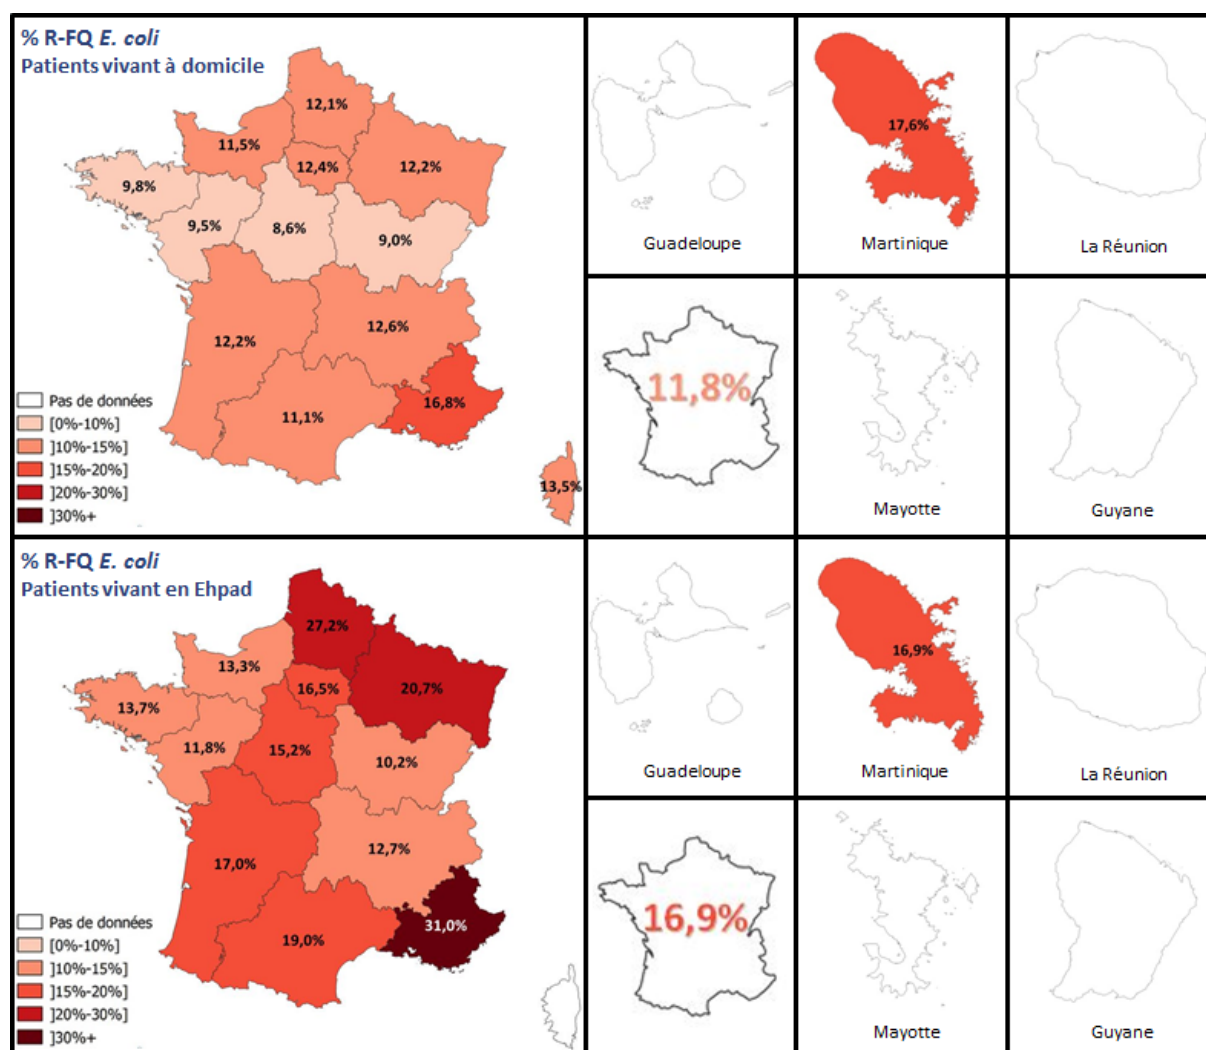 % R-FQ E. coli
Patients vivant à domicile
12,1%
11,5%
12,4%
12,2%
9,8%
9,5%
8,6%
9,0%
12,2%
12,6%
11,1%
16,8%
13,5%
Pas de données
[0%-10%]
]10%-15%]
]15%-20%]
]20%-30%]
]30%+
Guadeloupe
17,6%
Martinique
La Réunion
11,8%
Mayotte
Guyane
% R-FQ E. coli
Patients vivant en Ehpad
27,2%
13,3%
16,5%
20,7%
13,7%
11,8%
15,2%
10,2%
17,0%
12,7%
19,0%
31,0%
Pas de données
[0%-10%]
]10%-15%]
]15%-20%]
]20%-30%]
]30%+
Guadeloupe
16,9%
Martinique
La Réunion
16,9%
Mayotte
Guyane